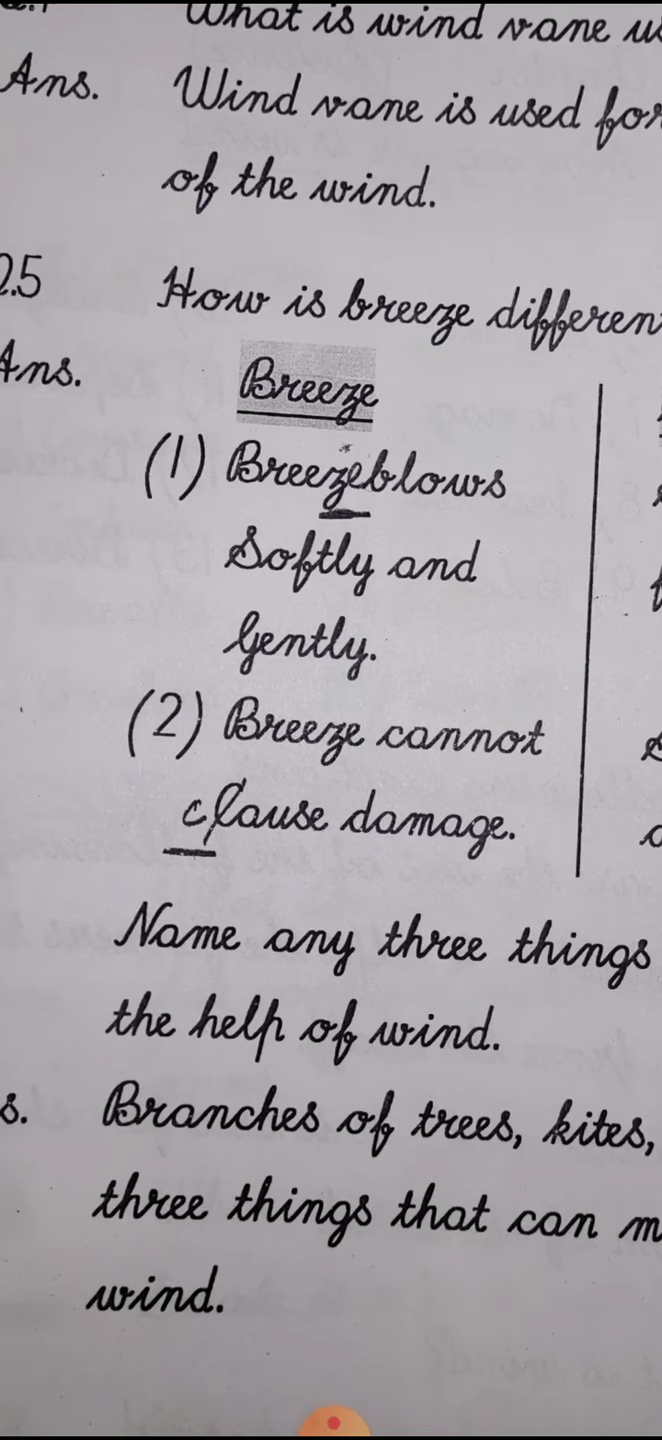 What is wind vane
Ans. Wind vane is used for
of the wind.
Q.5 How is breeze differen
Ans. Breeze
(1) Breeze blows
Softly and
Gently.
(2) Breeze cannot
clause damage.
Name any three things
the help of wind.
s. Branches of trees, kites,
three things that can m
wind.